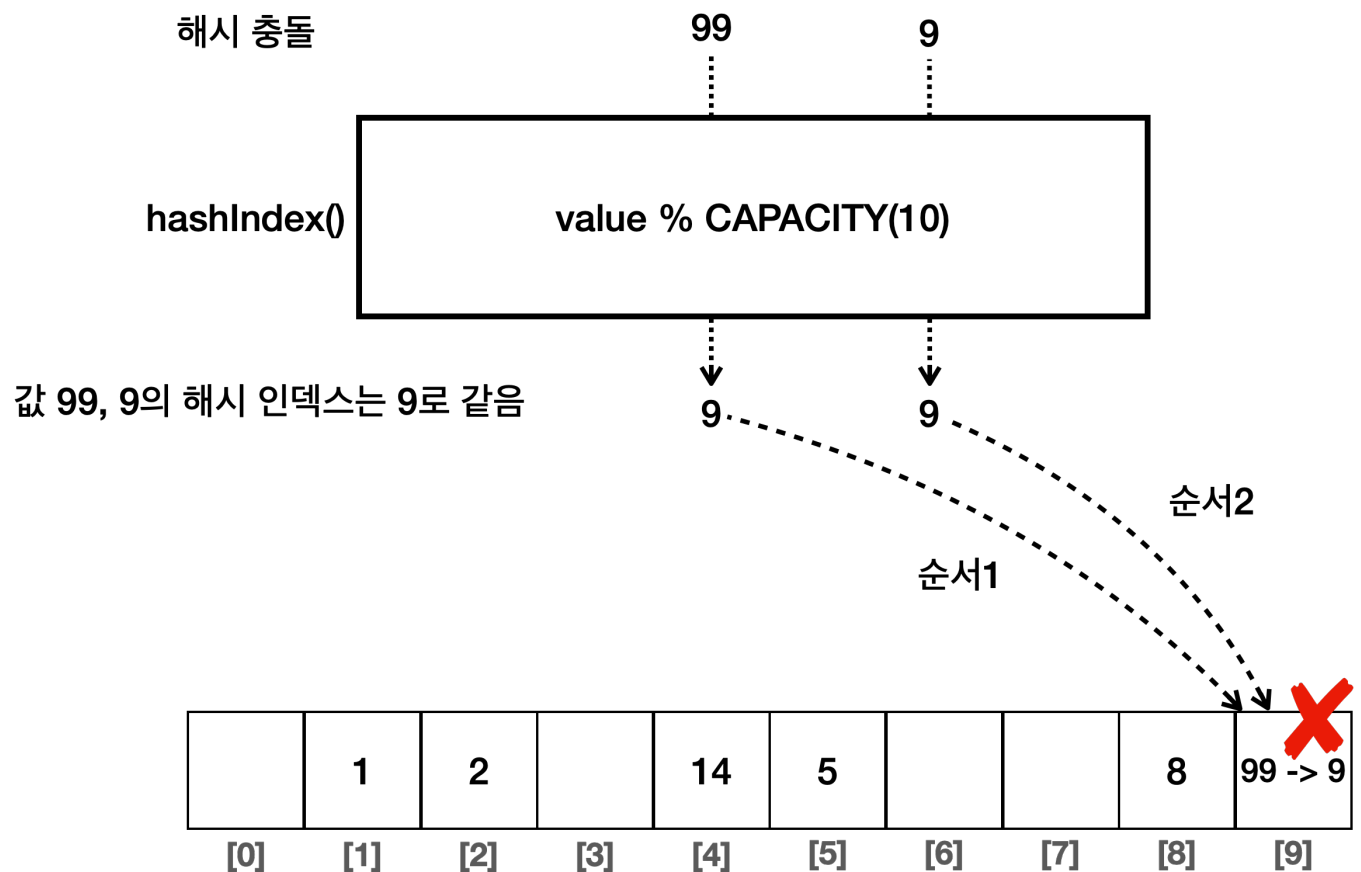 해시 충돌
99
9
hashIndex()
value % CAPACITY(10)
값 99, 9의 해시 인덱스는 9로 같음
9
9
순서2
순서1
1
2
14
5
8
99 -> 9
[0]
[1]
[2]
[3]
[4]
[5]
[6]
[7]
[8]
[9]